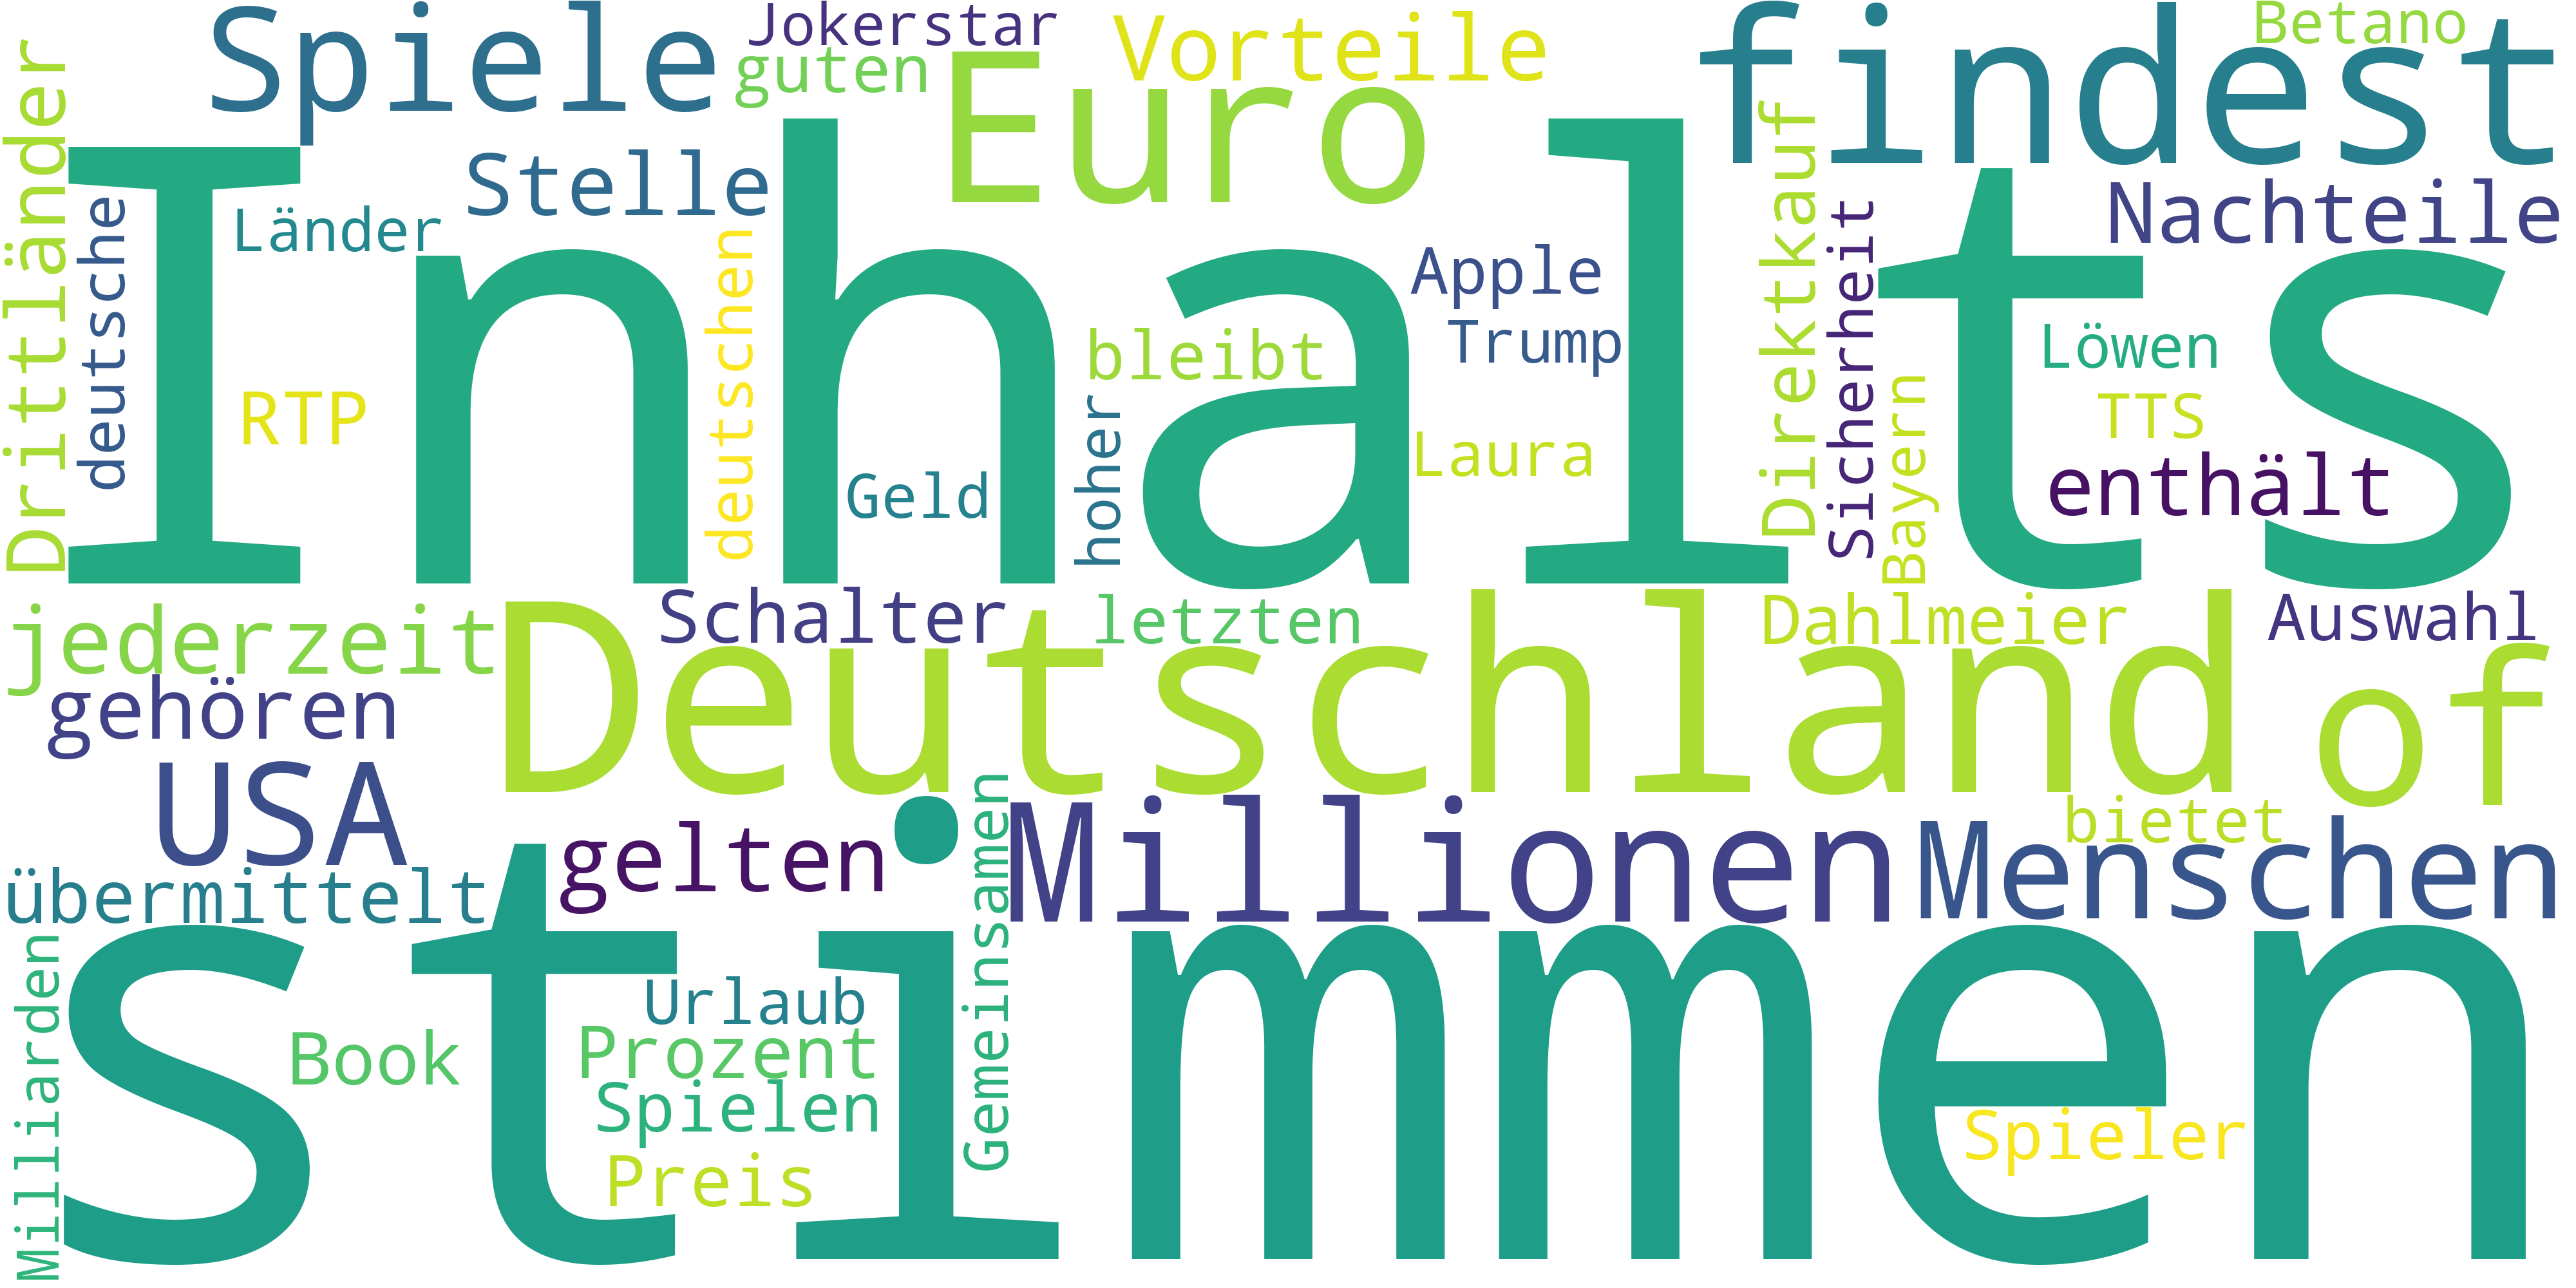 Spiele
Jokerstar
guten
Euro
Vorteile
findest
Betano
Drittländer
deutsche
Länder
Stelle
Inhalts
RTP
deutschen
Geld
hoher
bleibt
Apple
Trump
Laura
Direktkauf
Sicherheit
Bayern
Nachteile
Löwen
TTS
enthält
jederzeit
Schalter
letzten
Dahlmeier
Auswahl
gehören
Deutschland
of
USA
gelten
Gemeinsamen
Millionen
Menschen
bietet
übermittelt
Milliarden
stimmen
Urlaub
Book
Prozent
Spielen
Preis
Spieler